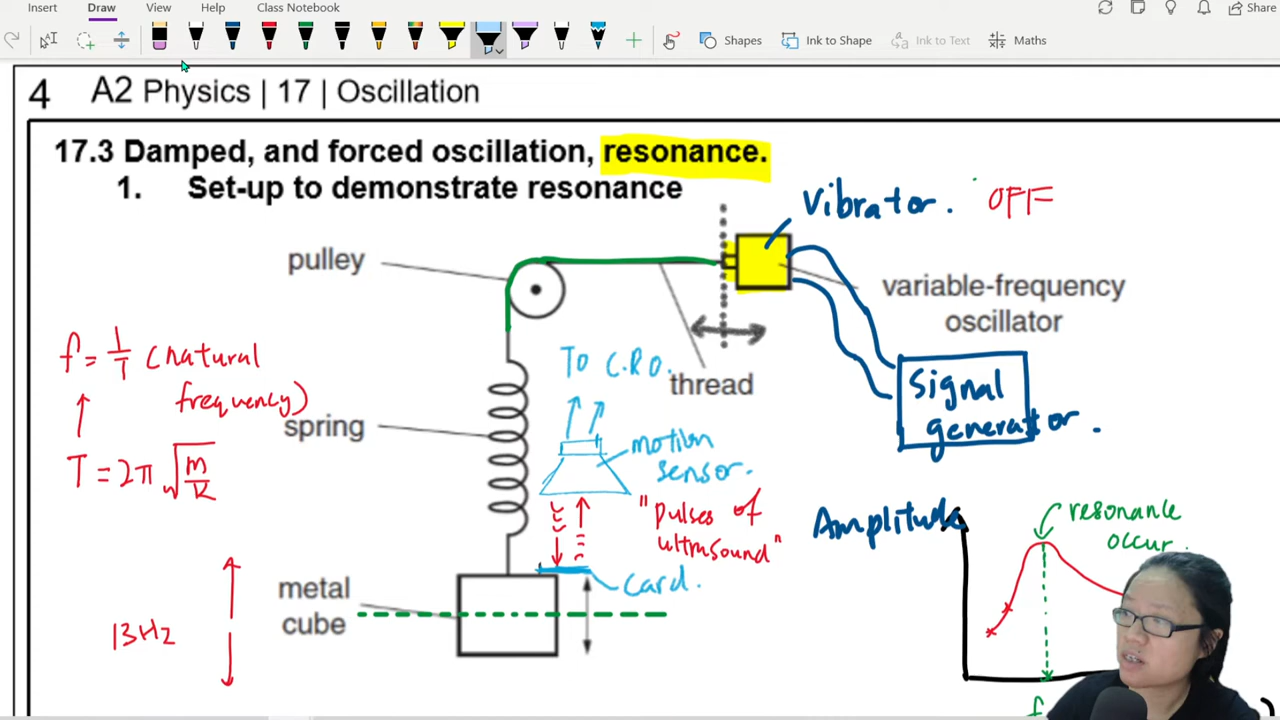 Insert Draw View Help Class Notebook Share
Shapes Ink to Shape Ink to Text Maths
4 A2 Physics | 17 | Oscillation
17.3 Damped, and forced oscillation, resonance.
1. Set-up to demonstrate resonance
Vibrator. OFF
pulley
variable-frequency
oscillator
f = 1/T (natural
frequency)
To C.R.O.
thread
Signal
generator.
spring
motion
sensor.
T = 2π √m/k
"pulses of
ultrasound"
Amplitude
resonance
occur.
card.
metal
cube
13Hz
f
)